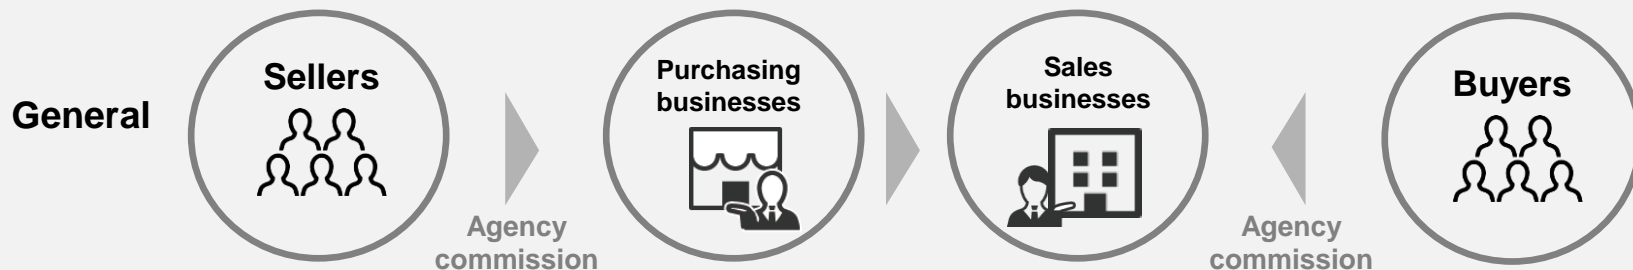 General
Sellers
Agency
commission
Purchasing
businesses
Sales
businesses
Agency
commission
Buyers